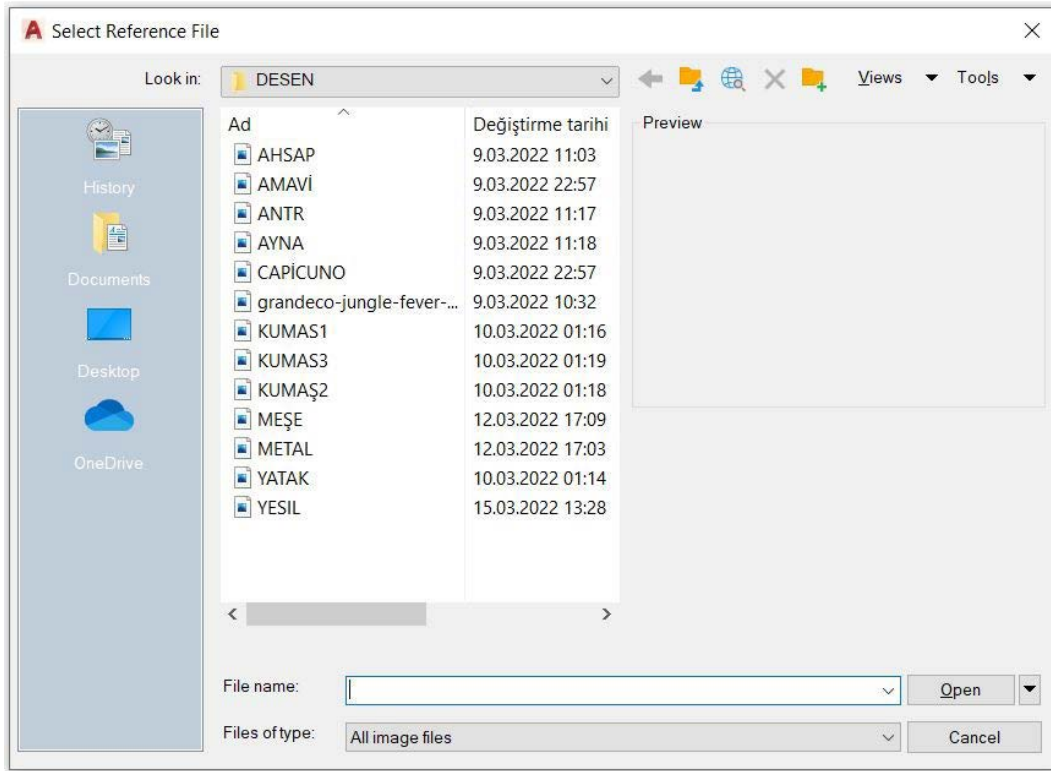 Select Reference File
Look in: DESEN Views Tools
History
Documents
Desktop
OneDrive
Ad Değiştirme tarihi
AHSAP 9.03.2022 11:03
AMAVİ 9.03.2022 22:57
ANTR 9.03.2022 11:17
AYNA 9.03.2022 11:18
CAPİCUNO 9.03.2022 22:57
grandeco-jungle-fever-... 9.03.2022 10:32
KUMAS1 10.03.2022 01:16
KUMAS3 10.03.2022 01:19
KUMAŞ2 10.03.2022 01:18
MEŞE 12.03.2022 17:09
METAL 12.03.2022 17:03
YATAK 10.03.2022 01:14
YESIL 15.03.2022 13:28
Preview
File name: Open
Files of type: All image files Cancel